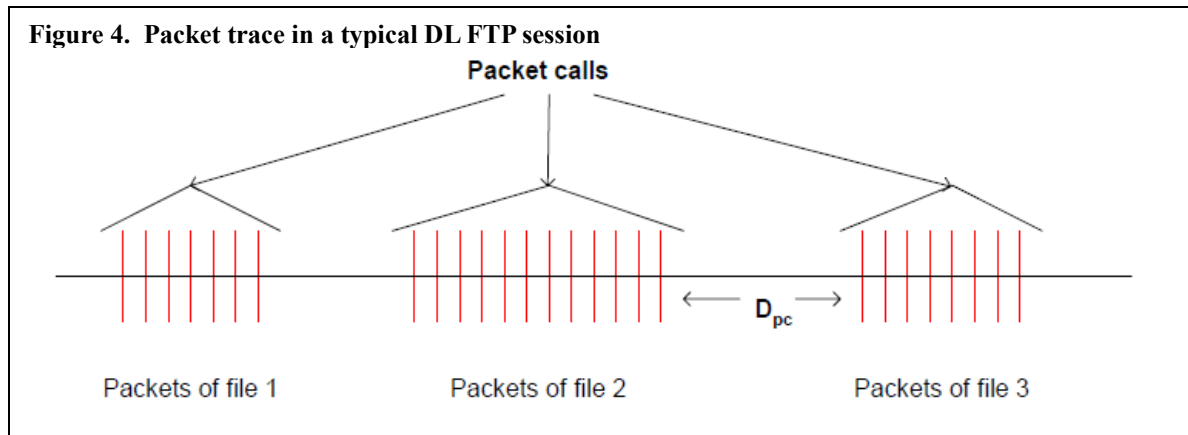 Figure 4. Packet trace in a typical DL FTP session
Packet calls
D_pc
Packets of file 1
Packets of file 2
Packets of file 3